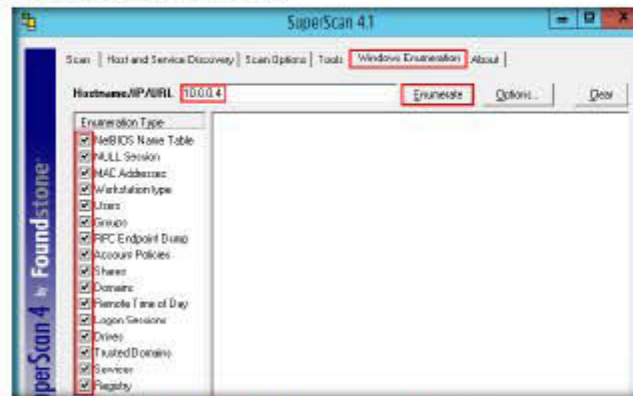 SuperScan 4.1
Scan | Host and Service Discovery | Scan Options | Tools | Windows Enumeration | About |
Hostname/IP/URL 10.0.0.4 Enumerate Options... Clear
Enumeration Type
NetBIOS Name Table
NULL Session
MAC Addresses
Workstation type
Users
Groups
RPC Endpoint Dump
Account Policies
Shares
Domains
Remote Time of Day
Logon Sessions
Drives
Trusted Domains
Services
Registry
SuperScan 4 by Foundstone